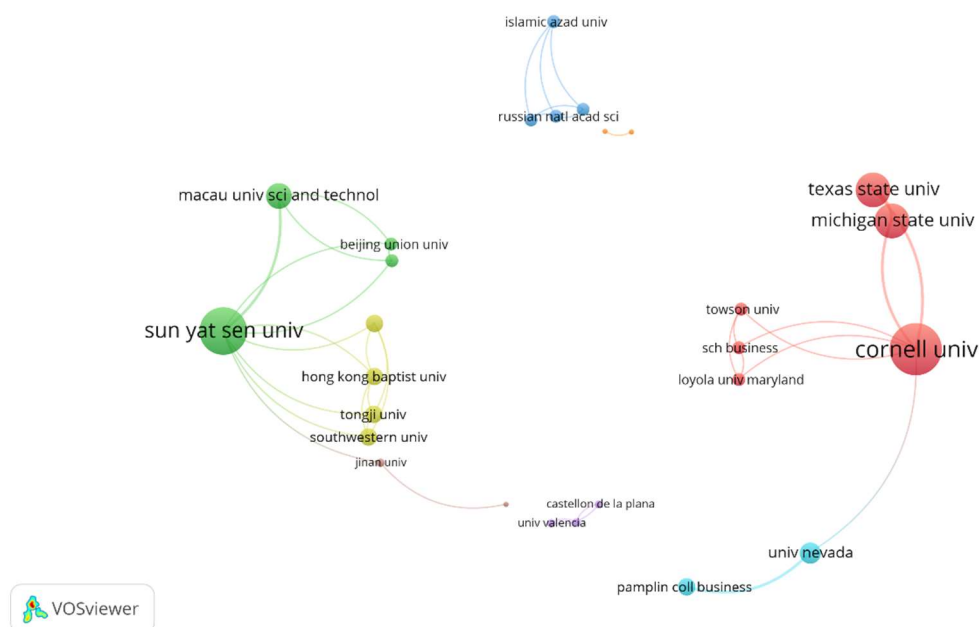 islamic azad univ
russian natl acad sci
macau univ sci and technol
texas state univ
michigan state univ
beijing union univ
towson univ
sun yat sen univ
sch business
cornell univ
hong kong baptist univ
loyola univ maryland
tongji univ
southwestern univ
jinan univ
castellon de la plana
univ valencia
univ nevada
pamplin coll business
VOSviewer